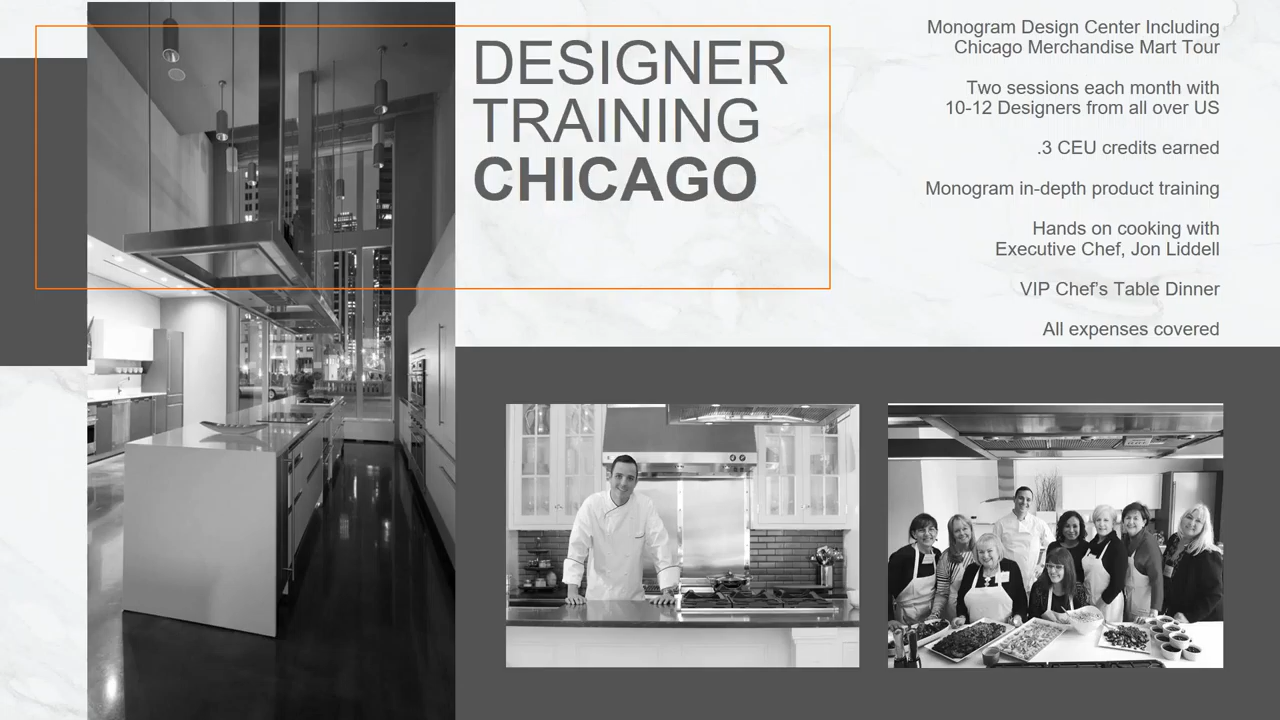 DESIGNER
TRAINING
CHICAGO
Monogram Design Center Including
Chicago Merchandise Mart Tour
Two sessions each month with
10-12 Designers from all over US
.3 CEU credits earned
Monogram in-depth product training
Hands on cooking with
Executive Chef, Jon Liddell
VIP Chef's Table Dinner
All expenses covered